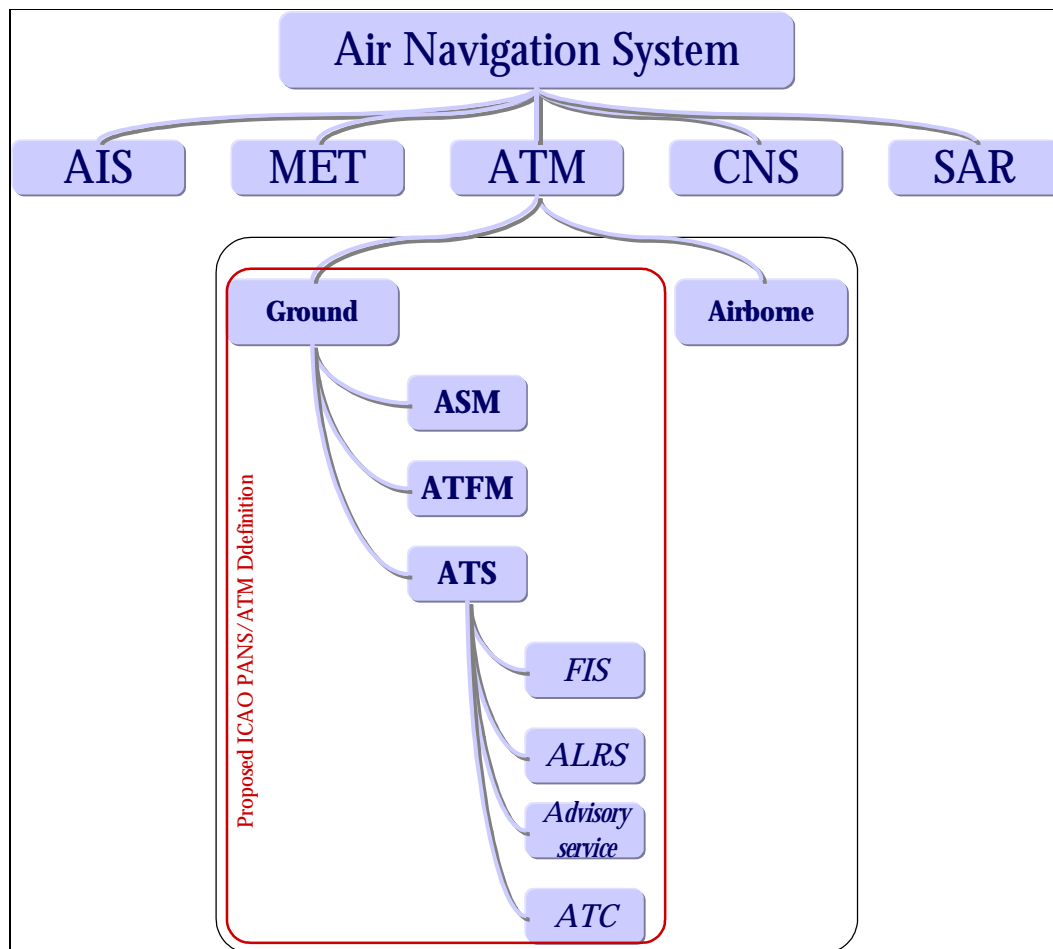 Air Navigation System
AIS
MET
ATM
CNS
SAR
Ground
Airborne
ASM
ATFM
ATS
Proposed ICAO PANS/ATM Ddefinition
FIS
ALRS
Advisory
service
ATC